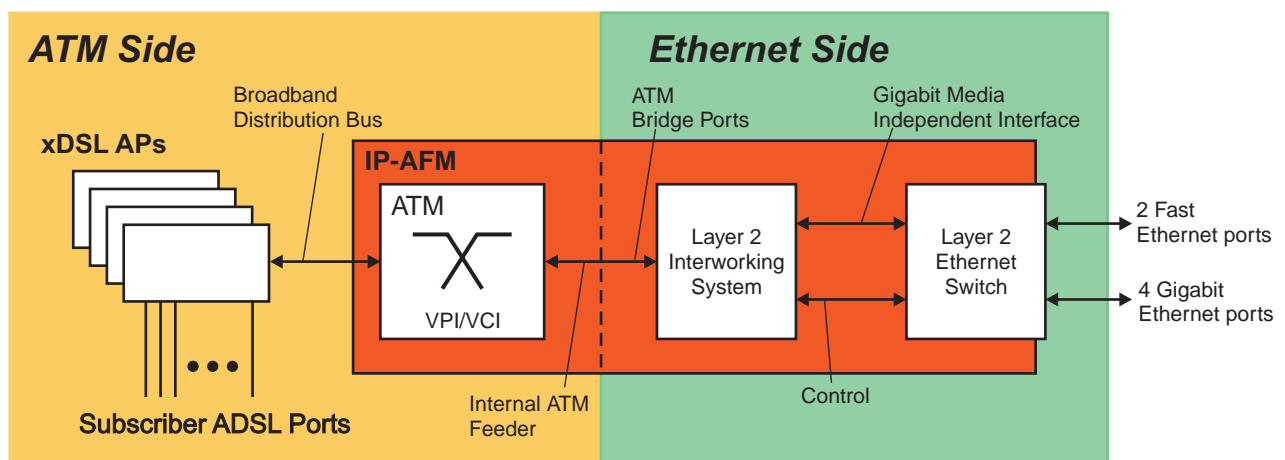 ATM Side
Ethernet Side
Broadband
Distribution Bus
ATM
Bridge Ports
Gigabit Media
Independent Interface
xDSL APs
IP-AFM
ATM
VPI/VCI
Layer 2
Interworking
System
Layer 2
Ethernet
Switch
2 Fast
Ethernet ports
4 Gigabit
Ethernet ports
Subscriber ADSL Ports
Internal ATM
Feeder
Control